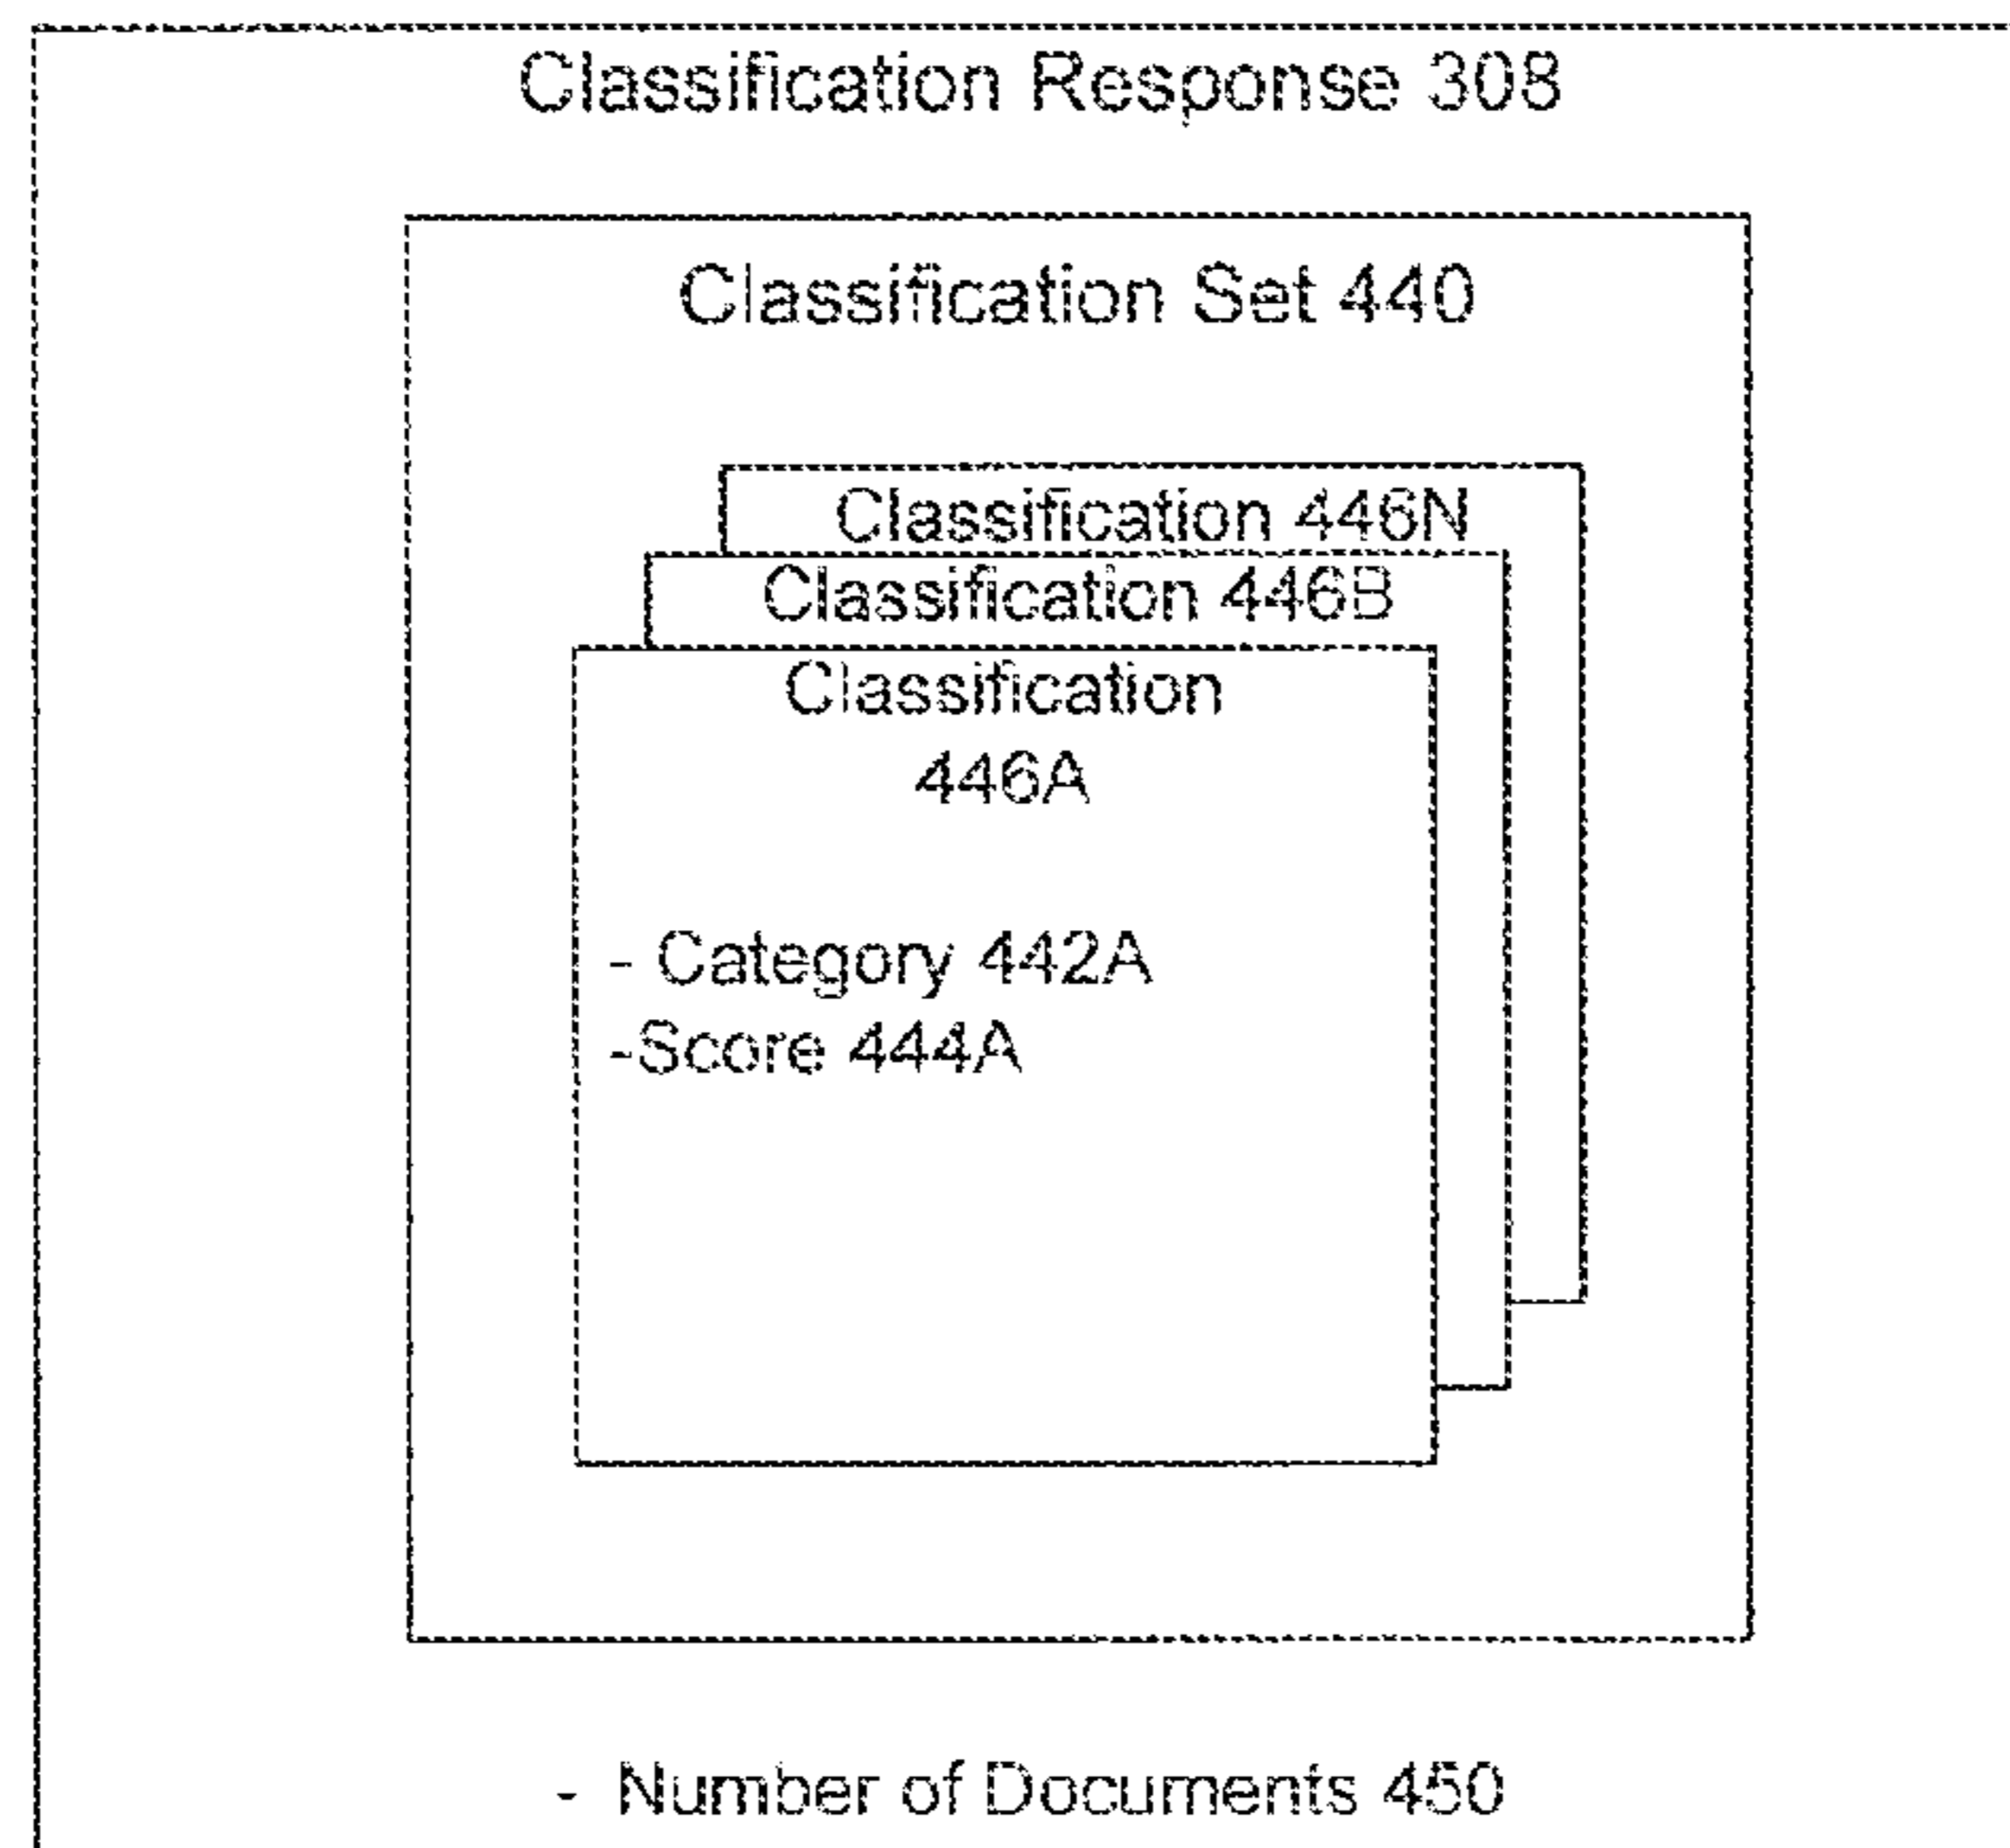 Classification Response 308
Classification Set 440
Classification 446N
Classification 446B
Classification
446A
- Category 442A
-Score 444A
- Number of Documents 450